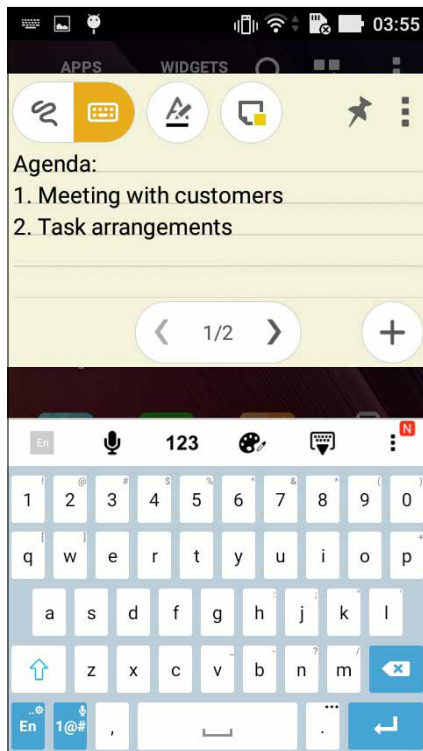 03:55
APPS WIDGETS
Agenda:
1. Meeting with customers
2. Task arrangements
1/2
En 123 N
! @ # $ % ^ & * ( )
1 2 3 4 5 6 7 8 9 0
[ ]
q w e r t y u i o p
: ; " '
a s d f g h j k l
_ - ? /
z x c v b n m
En 1@# , .